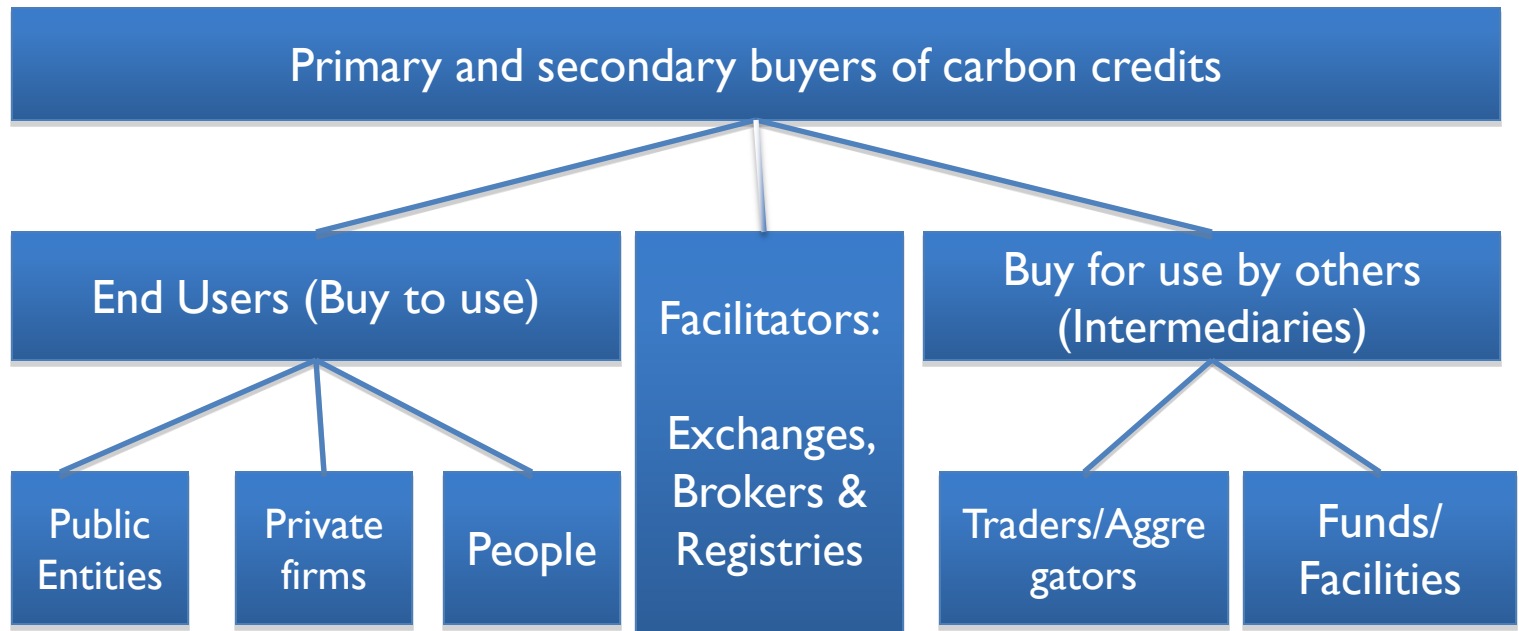 Primary and secondary buyers of carbon credits
End Users (Buy to use)
Facilitators:
Exchanges,
Brokers &
Registries
Buy for use by others
(Intermediaries)
Public
Entities
Private
firms
People
Traders/Aggre
gators
Funds/
Facilities